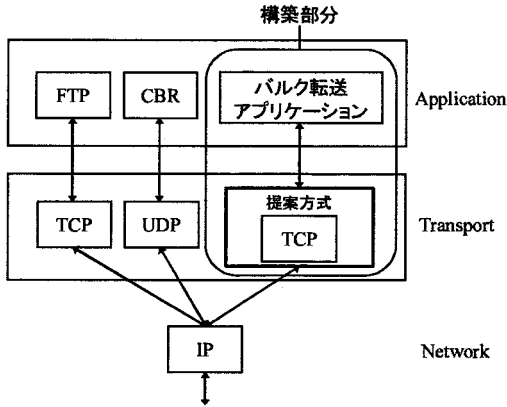 構築部分
FTP
CBR
バルク転送
アプリケーション
Application
TCP
UDP
提案方式
TCP
Transport
IP
Network